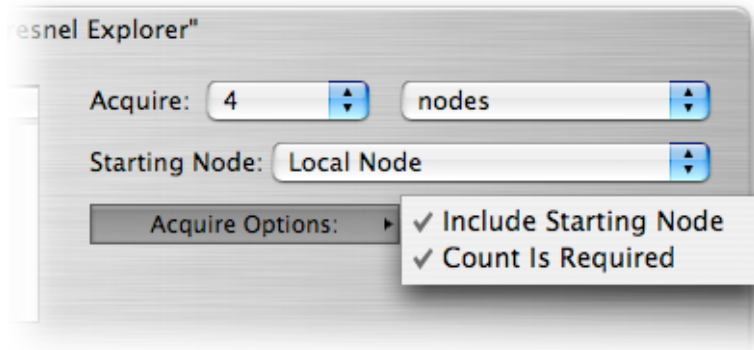 resnel Explorer"
Acquire: 4 nodes
Starting Node: Local Node
Acquire Options:
✓ Include Starting Node
✓ Count Is Required